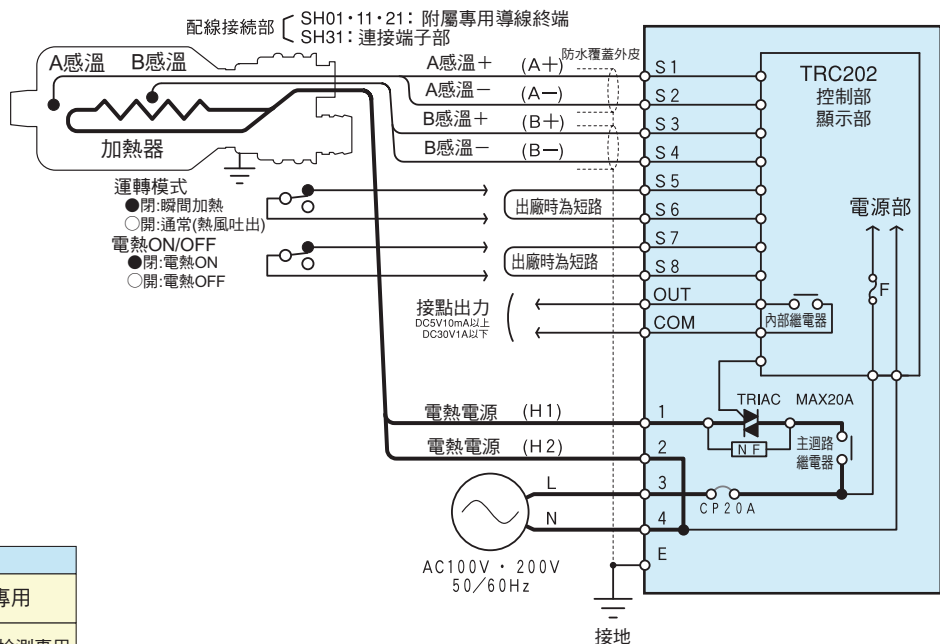 配線接続部
SH01・11・21：附屬專用導線終端
SH31：連接端子部
A感溫 B感溫
加熱器
A感溫＋ (A＋)
A感溫－ (A－)
B感溫＋ (B＋)
B感溫－ (B－)
防水覆蓋外皮
S1
S2
S3
S4
S5
S6
S7
S8
OUT
COM
TRC202
控制部
顯示部
電源部
F
運轉模式
●閉:瞬間加熱
○開:通常(熱風吐出)
電熱ON/OFF
●閉:電熱ON
○開:電熱OFF
出廠時為短路
出廠時為短路
接點出力
DC5V10mA以上
DC30V1A以下
內部繼電器
TRIAC MAX20A
NF
主迴路
繼電器
電熱電源 (H1)
電熱電源 (H2)
1
2
3
4
E
L
N
CP20A
AC100V・200V
50／60Hz
接地
專用